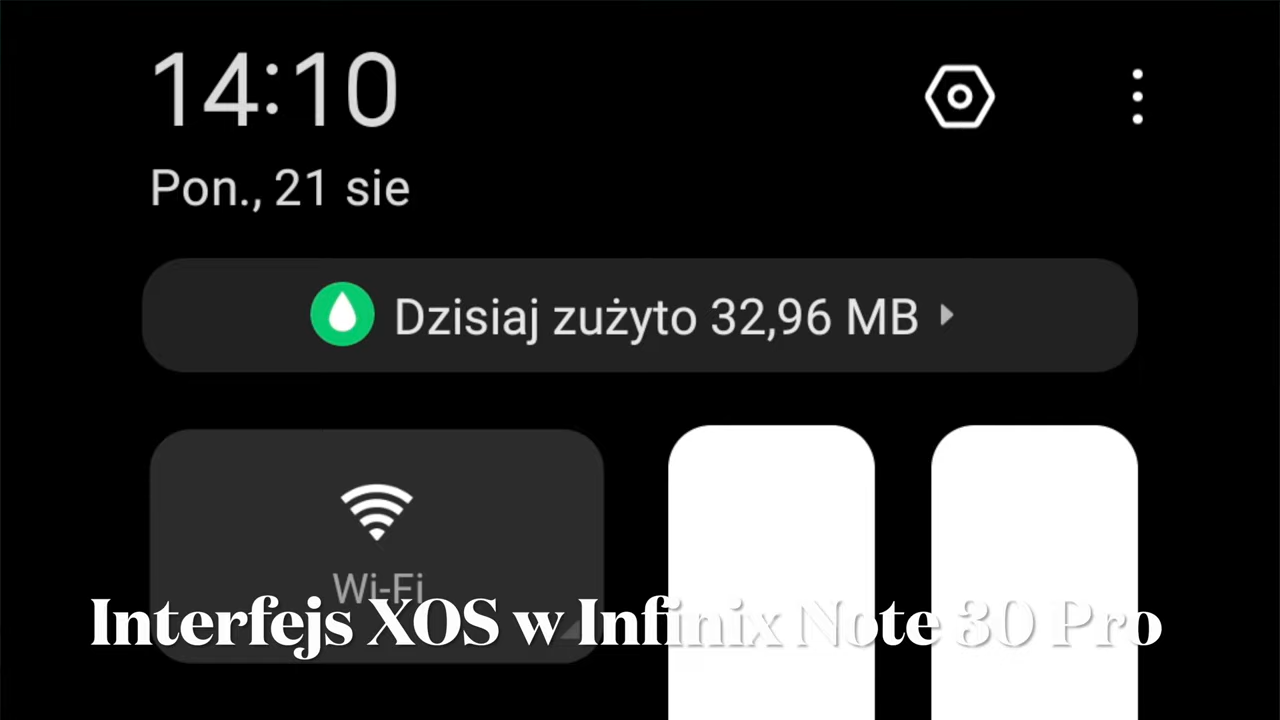 14:10
Pon., 21 sie
Dzisiaj zużyto 32,96 MB
Wi-Fi
Interfejs XOS w Infinix Note 30 Pro